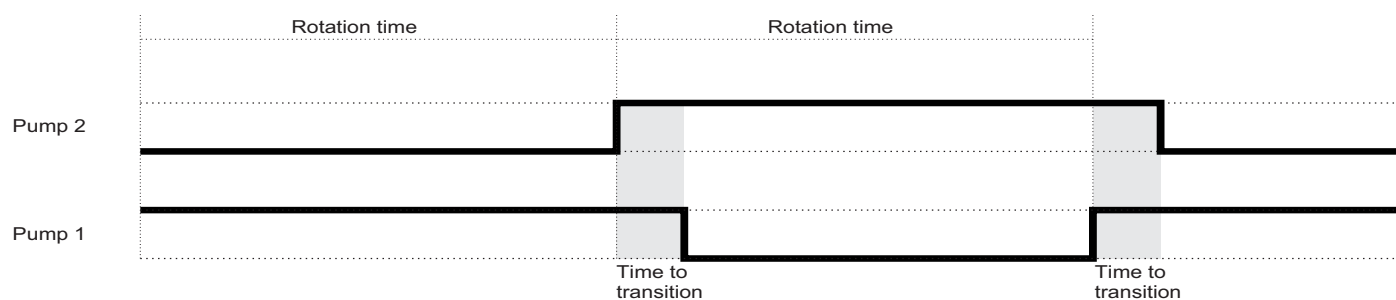 Rotation time
Rotation time
Pump 2
Pump 1
Time to
transition
Time to
transition